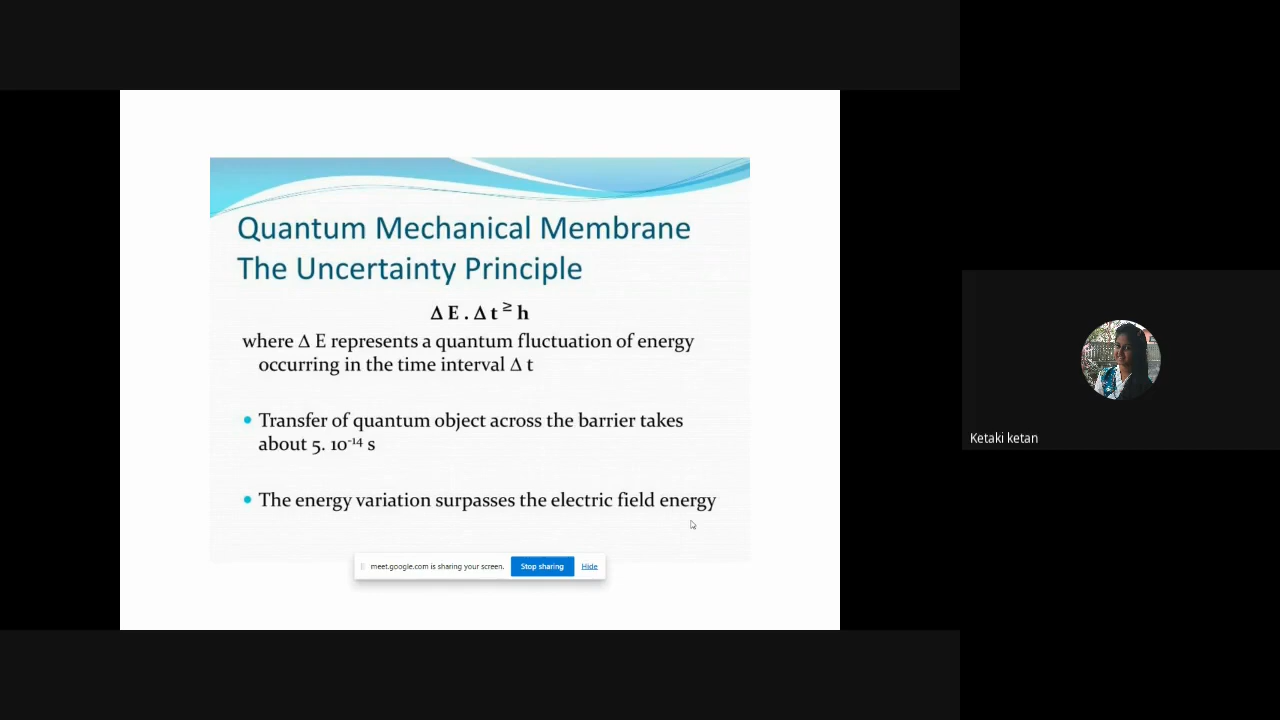 Quantum Mechanical Membrane
The Uncertainty Principle
Δ E . Δ t ≥ h
where Δ E represents a quantum fluctuation of energy
occurring in the time interval Δ t
• Transfer of quantum object across the barrier takes
about 5. 10⁻¹⁴ s
• The energy variation surpasses the electric field energy
meet.google.com is sharing your screen. Stop sharing Hide
Ketaki ketan